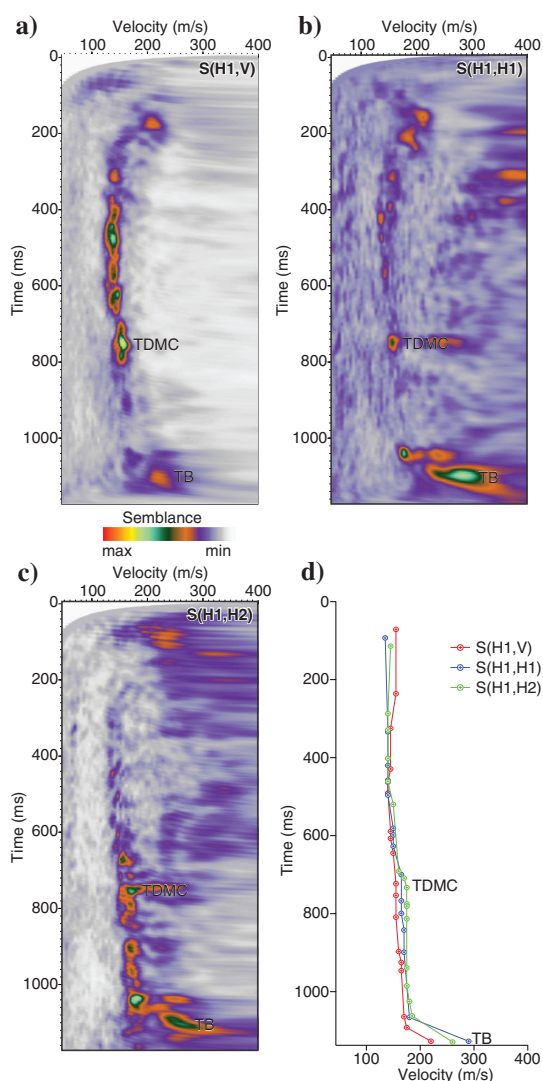 a)
Velocity (m/s)
100 200 300 400
S(H1,V)
0
200
400
600
800
1000
Time (ms)
TDMC
TB
Semblance
max min
b)
Velocity (m/s)
100 200 300 400
S(H1,H1)
0
200
400
600
800
1000
Time (ms)
TDMC
TB
c)
Velocity (m/s)
100 200 300 400
S(H1,H2)
0
200
400
600
800
1000
Time (ms)
TDMC
TB
d)
0
200
400
600
800
1000
Time (ms)
S(H1,V)
S(H1,H1)
S(H1,H2)
TDMC
TB
100 200 300 400
Velocity (m/s)